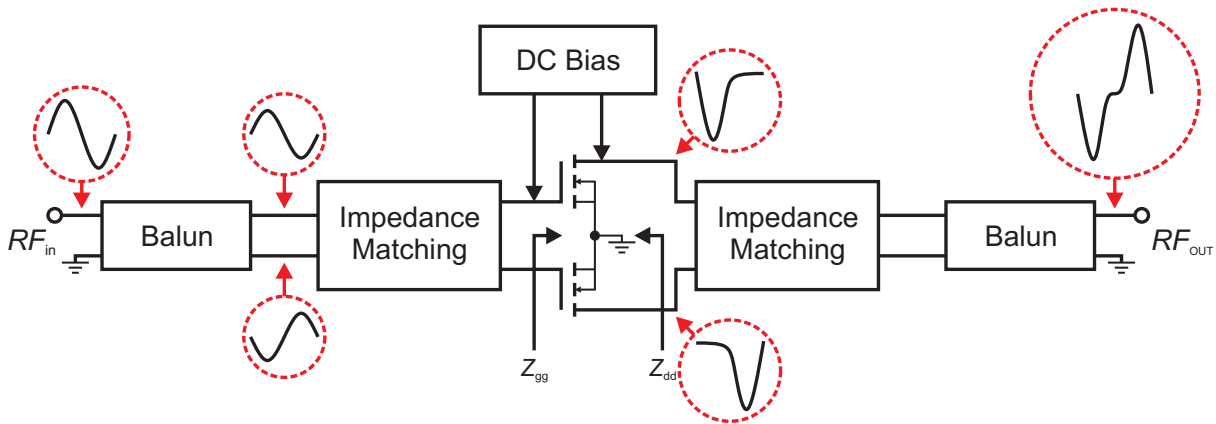 DC Bias
RFin
Balun
Impedance
Matching
Impedance
Matching
Balun
RFOUT
Zgg
Zdd